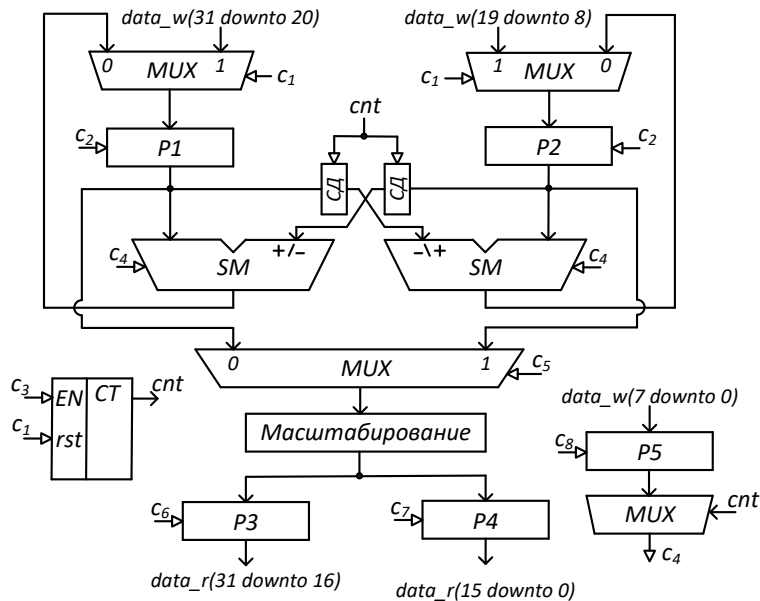 data_w(31 downto 20)
data_w(19 downto 8)
0
1
MUX
c1
c1
1
0
MUX
cnt
c2
P1
P2
c2
СД
СД
+/–
–\+
c4
SM
SM
c4
0
1
MUX
c5
c3
EN
CT
cnt
c1
rst
Масштабирование
data_w(7 downto 0)
c8
P5
c6
P3
c7
P4
MUX
cnt
c4
data_r(31 downto 16)
data_r(15 downto 0)